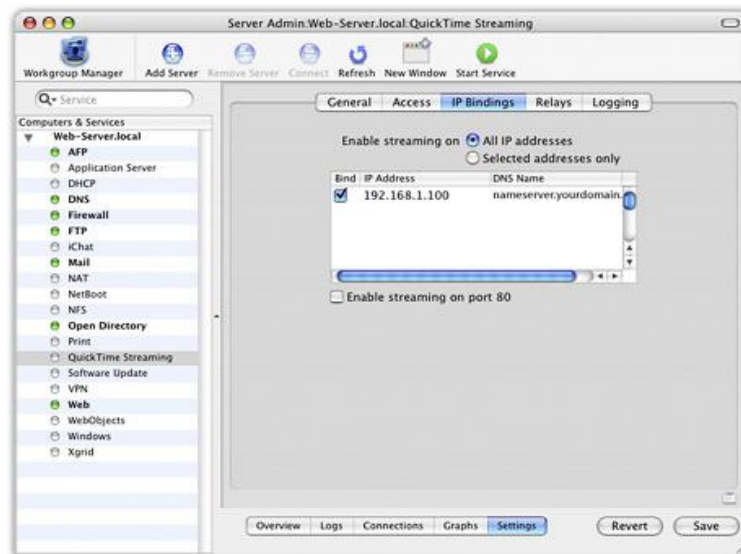 Server Admin:Web-Server.local:QuickTime Streaming
Workgroup Manager Add Server Remove Server Connect Refresh New Window Start Service
Service
General Access IP Bindings Relays Logging
Computers & Services
Web-Server.local
AFP
Application Server
DHCP
DNS
Firewall
FTP
iChat
Mail
NAT
NetBoot
NFS
Open Directory
Print
QuickTime Streaming
Software Update
VPN
Web
WebObjects
Windows
Xgrid
Enable streaming on All IP addresses
Selected addresses only
Bind IP Address DNS Name
192.168.1.100 nameserver.yourdomain.
Enable streaming on port 80
Overview Logs Connections Graphs Settings Revert Save